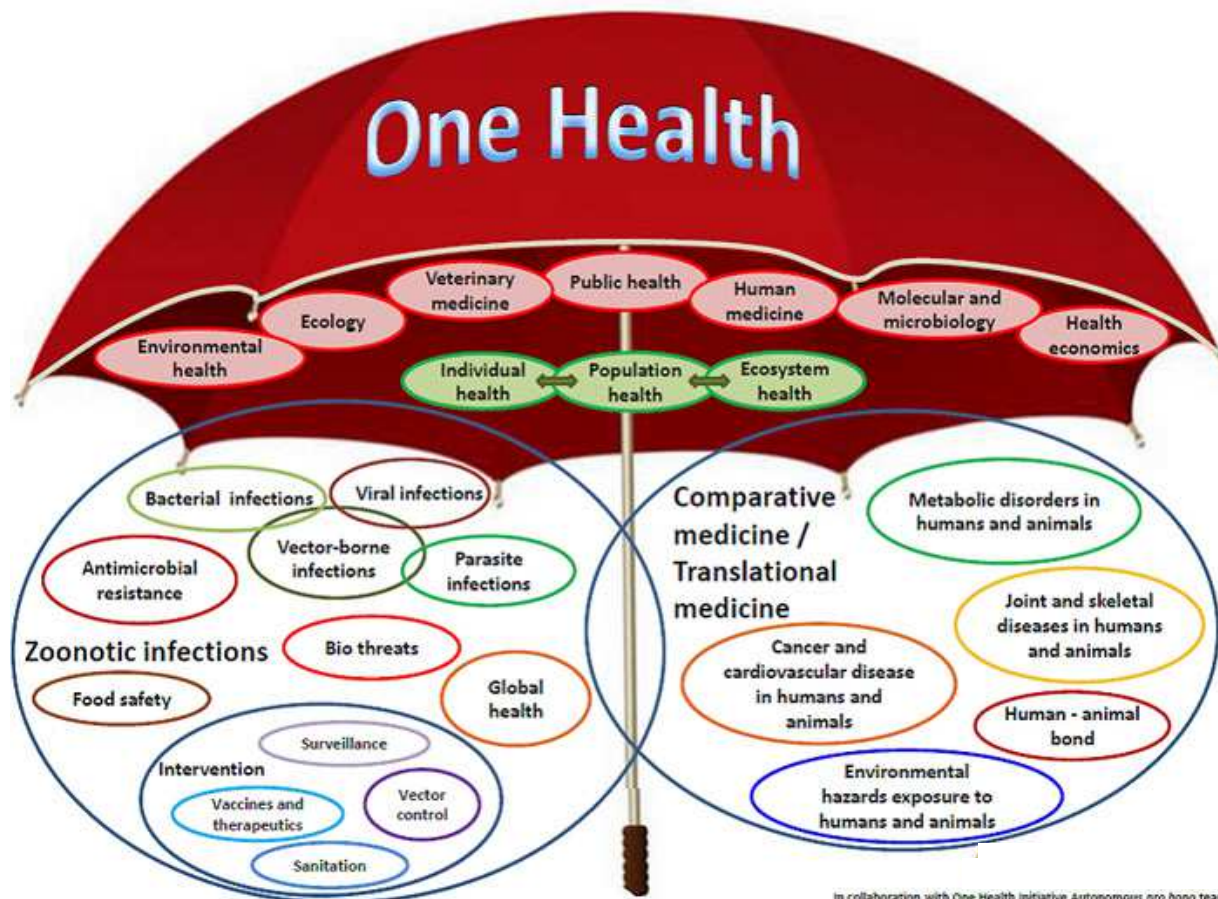 One Health
Public health
Veterinary
medicine
Human
medicine
Ecology
Molecular and
microbiology
Environmental
health
Health
economics
Individual
health
Population
health
Ecosystem
health
Bacterial infections
Viral infections
Vector-borne
infections
Parasite
infections
Antimicrobial
resistance
Zoonotic infections
Bio threats
Food safety
Global
health
Surveillance
Intervention
Vaccines and
therapeutics
Vector
control
Sanitation
Comparative
medicine /
Translational
medicine
Metabolic disorders in
humans and animals
Joint and skeletal
diseases in humans
and animals
Cancer and
cardiovascular disease
in humans and
animals
Human - animal
bond
Environmental
hazards exposure to
humans and animals
In collaboration with One Health Initiative Autonomous pro bono tea